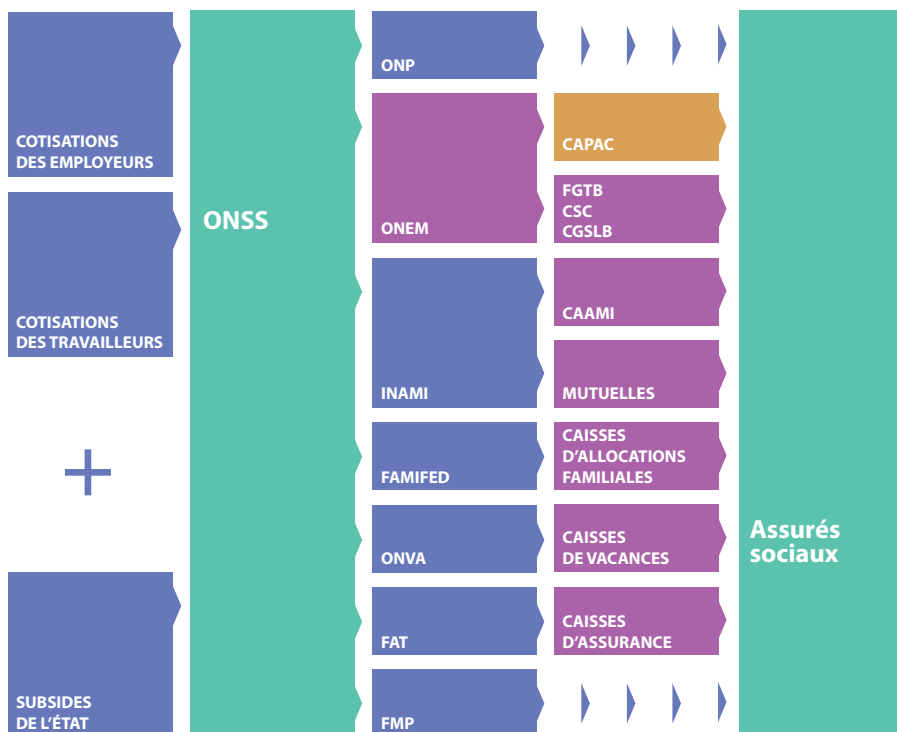 COTISATIONS
DES EMPLOYEURS
COTISATIONS
DES TRAVAILLEURS
+
SUBSIDES
DE L'ÉTAT
ONSS
ONP
ONEM
INAMI
FAMIFED
ONVA
FAT
FMP
CAPAC
FGTB
CSC
CGSLB
CAAMI
MUTUELLES
CAISSES
D'ALLOCATIONS
FAMILIALES
CAISSES
DE VACANCES
CAISSES
D'ASSURANCE
Assurés
sociaux